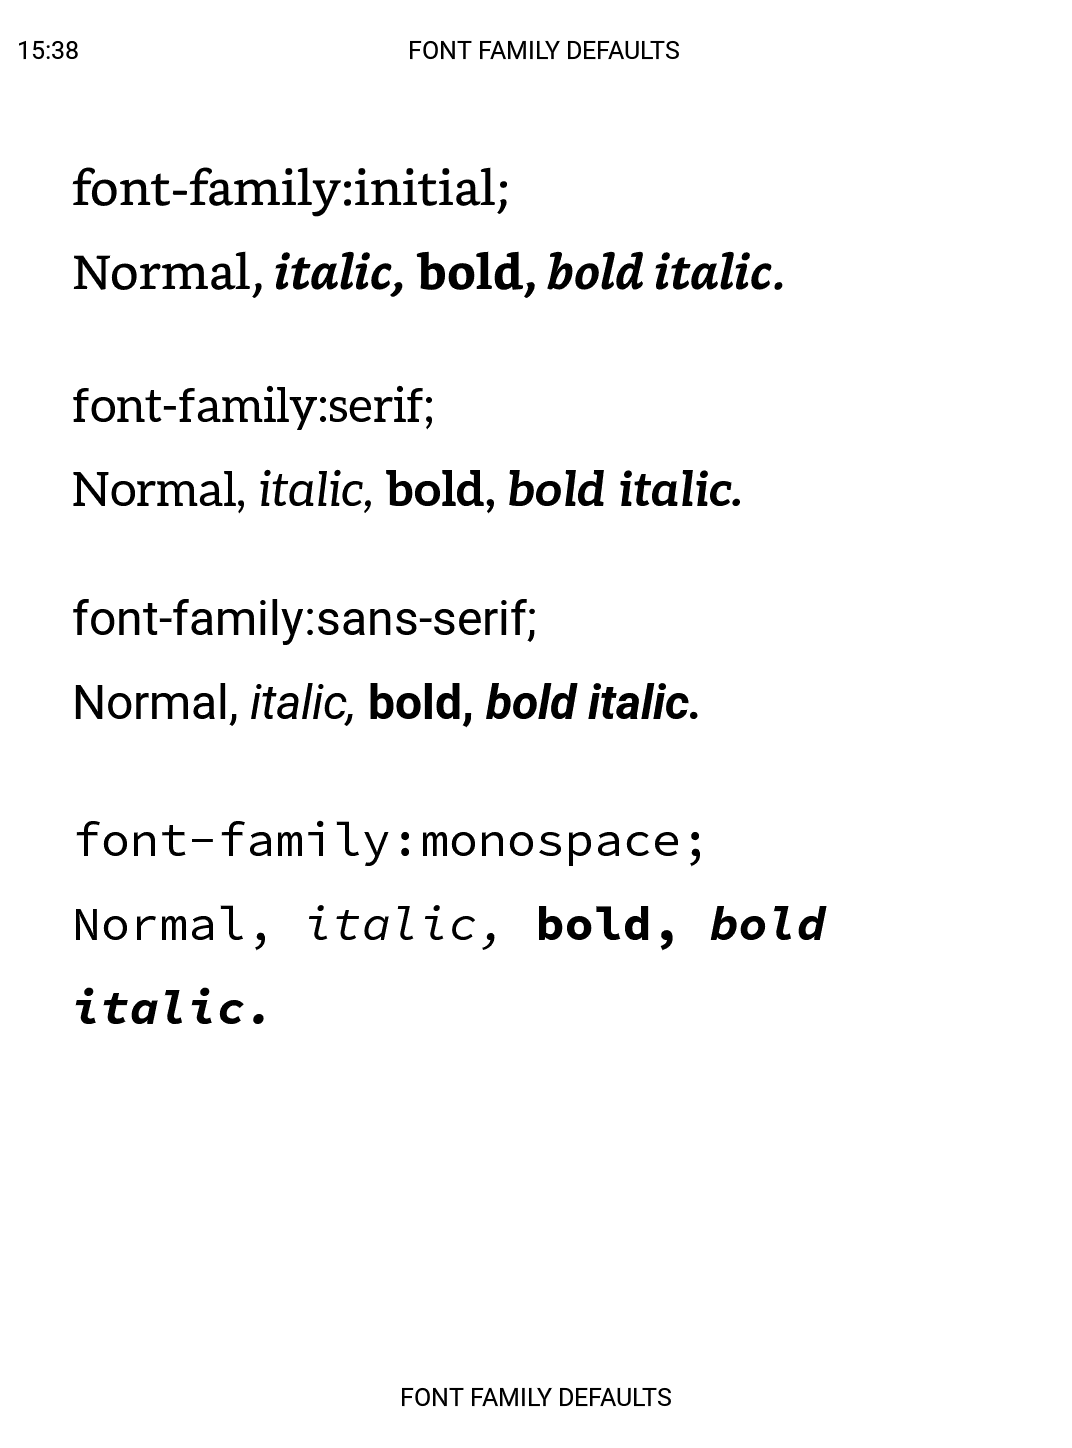 15:38
FONT FAMILY DEFAULTS
font-family:initial;
Normal, italic, bold, bold italic.
font-family:serif;
Normal, italic, bold, bold italic.
font-family:sans-serif;
Normal, italic, bold, bold italic.
font-family:monospace;
Normal, italic, bold, bold
italic.
FONT FAMILY DEFAULTS